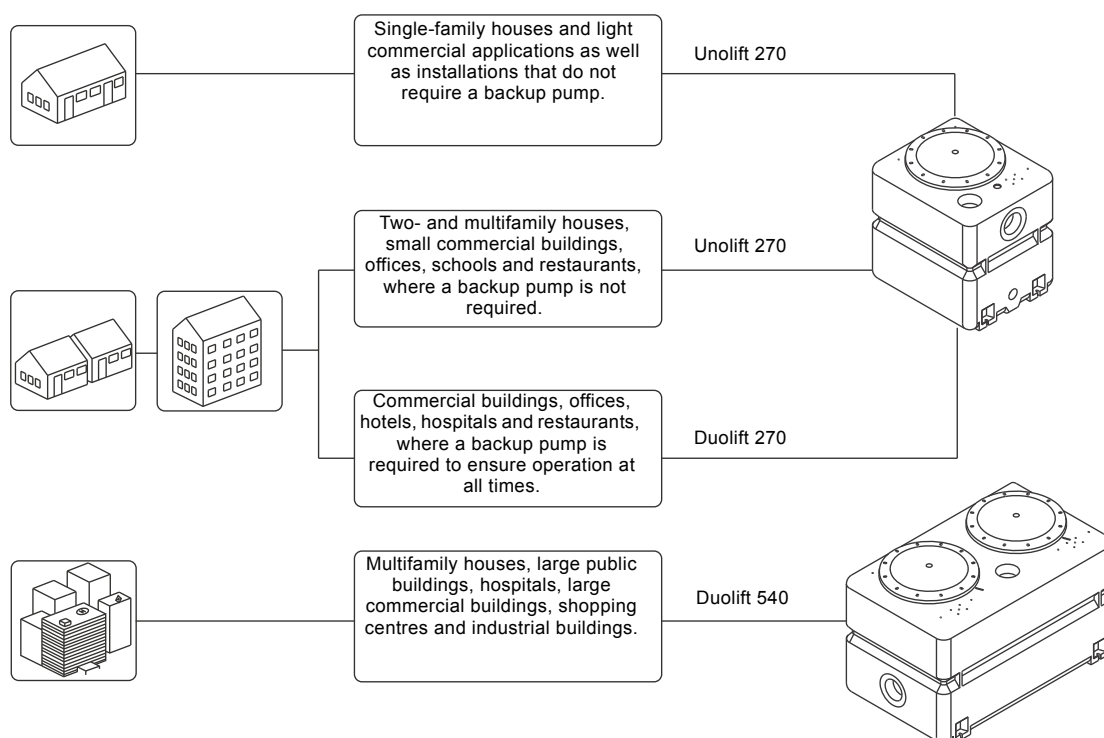 Single-family houses and light
commercial applications as well
as installations that do not
require a backup pump.
Unolift 270
Two- and multifamily houses,
small commercial buildings,
offices, schools and restaurants,
where a backup pump is not
required.
Unolift 270
Commercial buildings, offices,
hotels, hospitals and restaurants,
where a backup pump is
required to ensure operation at
all times.
Duolift 270
Multifamily houses, large public
buildings, hospitals, large
commercial buildings, shopping
centres and industrial buildings.
Duolift 540